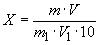 X = m · V / m₁ · V₁ · 10